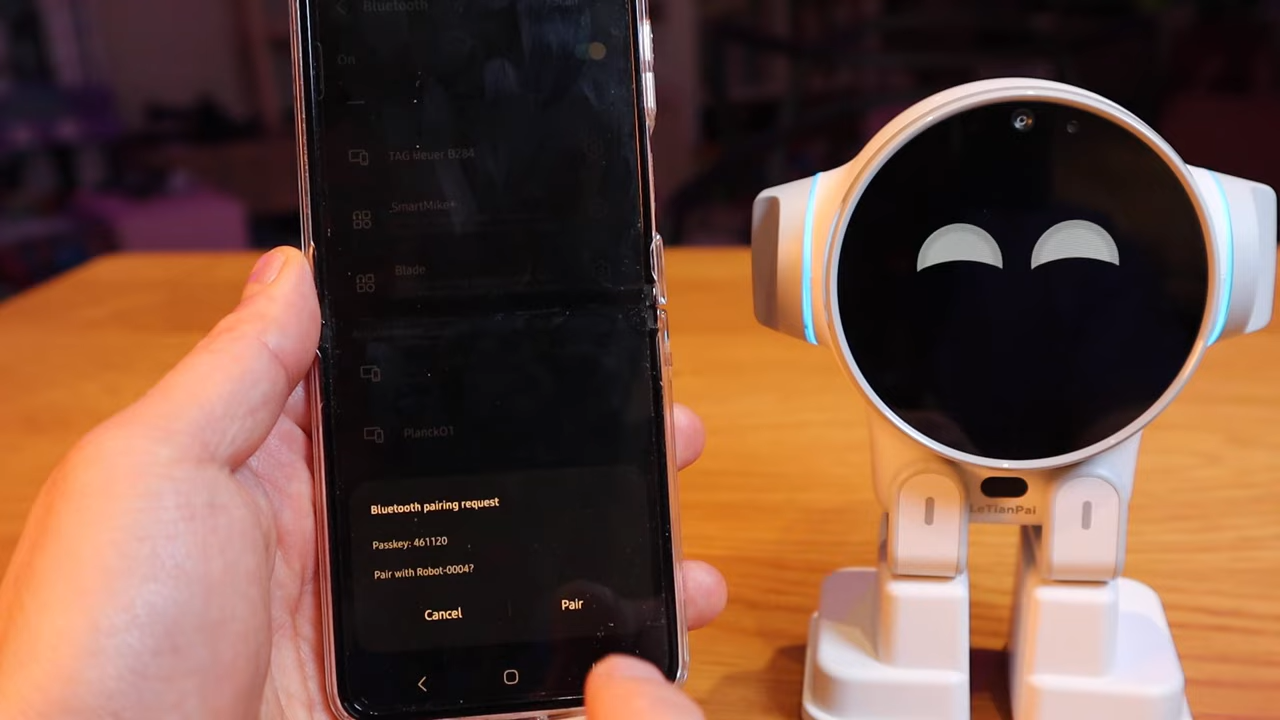 Bluetooth
Scan
On
TAG Heuer B284
SmartMike+
Blade
Planck01
Bluetooth pairing request
Passkey: 461120
Pair with Robot-0004?
Cancel
Pair
LeTianPai